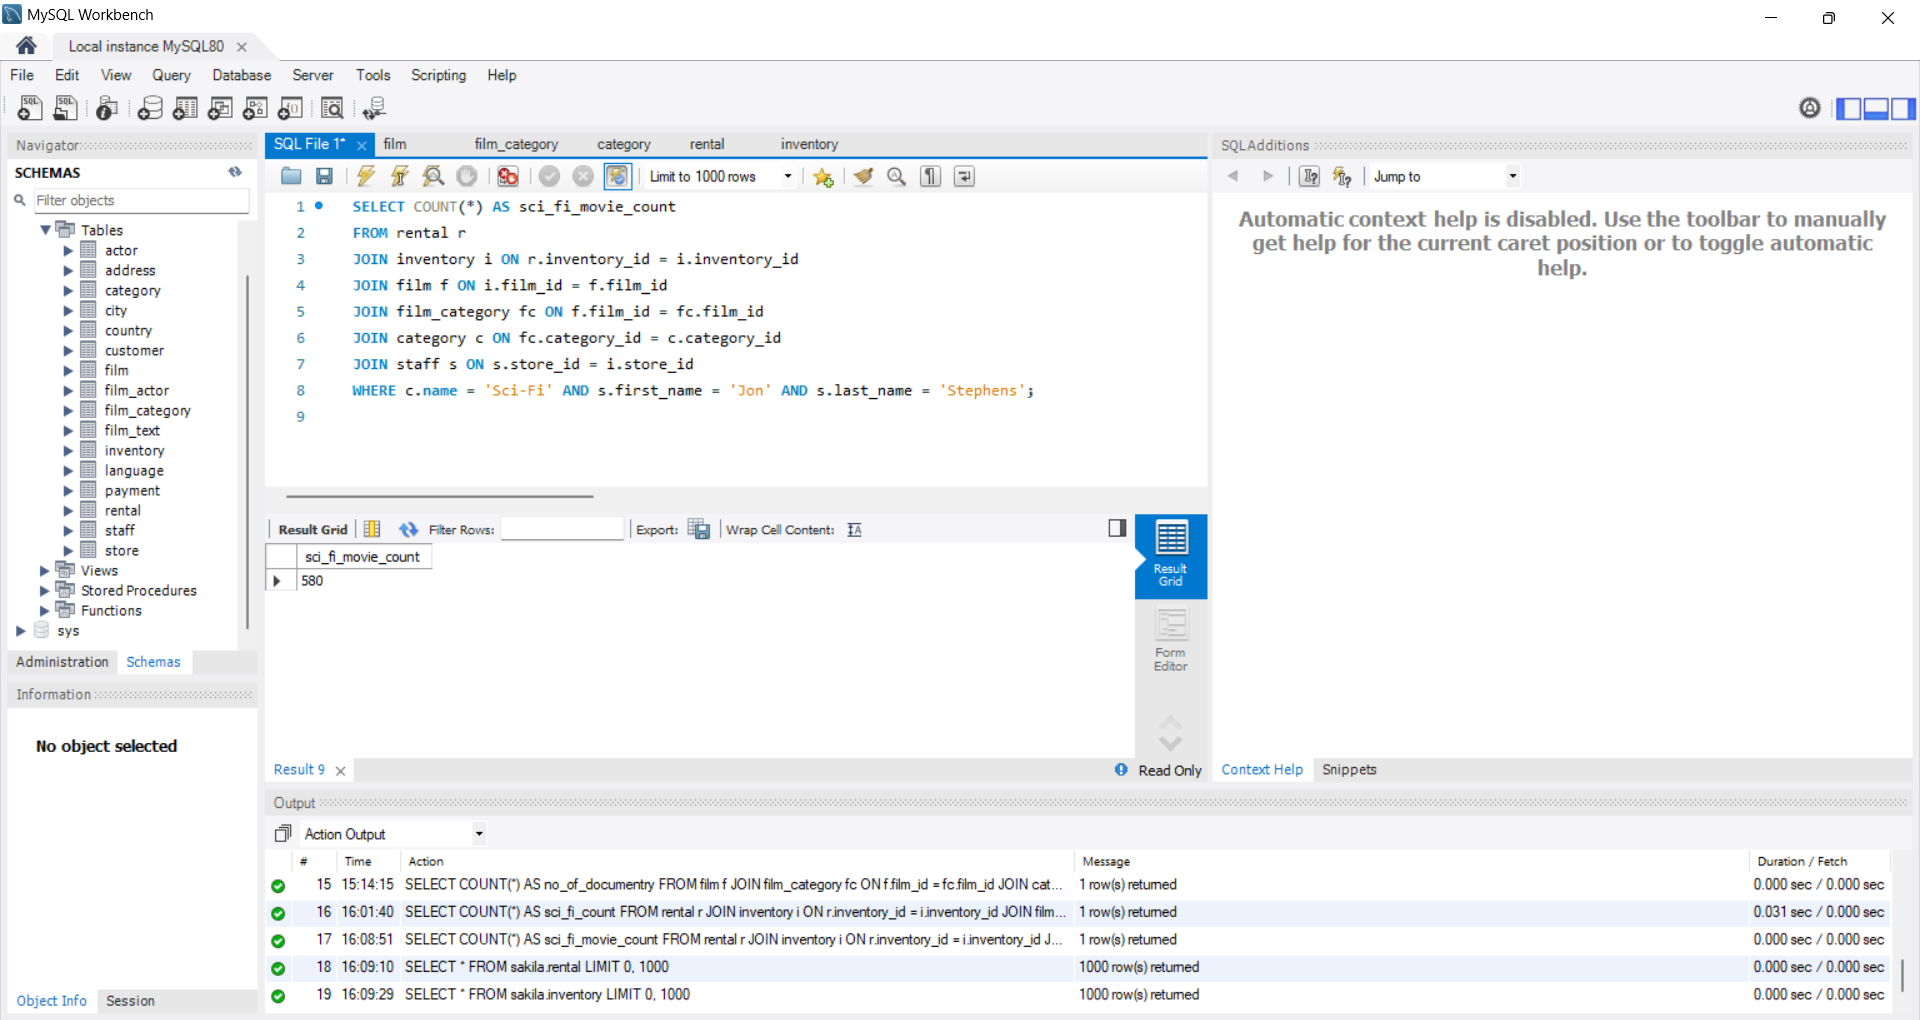 MySQL Workbench
Local instance MySQL80
File Edit View Query Database Server Tools Scripting Help
Navigator
SCHEMAS
Filter objects
Tables
actor
address
category
city
country
customer
film
film_actor
film_category
film_text
inventory
language
payment
rental
staff
store
Views
Stored Procedures
Functions
sys
Administration Schemas
Information
No object selected
Object Info Session
SQL File 1* film film_category category rental inventory
Limit to 1000 rows
1 SELECT COUNT(*) AS sci_fi_movie_count
2 FROM rental r
3 JOIN inventory i ON r.inventory_id = i.inventory_id
4 JOIN film f ON i.film_id = f.film_id
5 JOIN film_category fc ON f.film_id = fc.film_id
6 JOIN category c ON fc.category_id = c.category_id
7 JOIN staff s ON s.store_id = i.store_id
8 WHERE c.name = 'Sci-Fi' AND s.first_name = 'Jon' AND s.last_name = 'Stephens';
9
Result Grid Filter Rows: Export: Wrap Cell Content:
sci_fi_movie_count
580
Result
Grid
Form
Editor
Result 9 Read Only
SQLAdditions
Jump to
Automatic context help is disabled. Use the toolbar to manually
get help for the current caret position or to toggle automatic
help.
Context Help Snippets
Output
Action Output
# Time Action Message Duration / Fetch
15 15:14:15 SELECT COUNT(*) AS no_of_documentry FROM film f JOIN film_category fc ON f.film_id = fc.film_id JOIN cat... 1 row(s) returned 0.000 sec / 0.000 sec
16 16:01:40 SELECT COUNT(*) AS sci_fi_count FROM rental r JOIN inventory i ON r.inventory_id = i.inventory_id JOIN film... 1 row(s) returned 0.031 sec / 0.000 sec
17 16:08:51 SELECT COUNT(*) AS sci_fi_movie_count FROM rental r JOIN inventory i ON r.inventory_id = i.inventory_id J... 1 row(s) returned 0.000 sec / 0.000 sec
18 16:09:10 SELECT * FROM sakila.rental LIMIT 0, 1000 1000 row(s) returned 0.000 sec / 0.000 sec
19 16:09:29 SELECT * FROM sakila.inventory LIMIT 0, 1000 1000 row(s) returned 0.000 sec / 0.000 sec